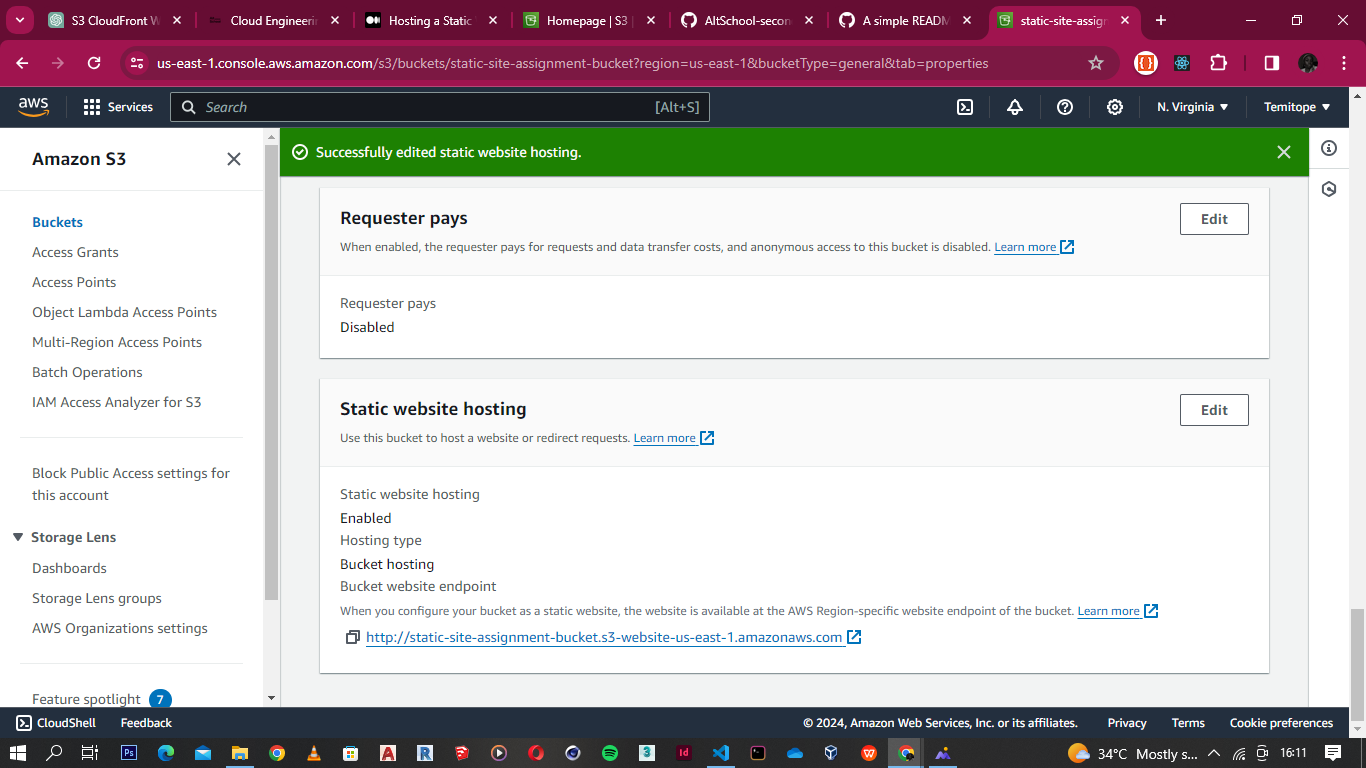 S3 CloudFront W
Cloud Engineerin
Hosting a Static
Homepage | S3 |
AltSchool-secon
A simple READM
static-site-assign
us-east-1.console.aws.amazon.com/s3/buckets/static-site-assignment-bucket?region=us-east-1&bucketType=general&tab=properties
aws
Services
Search
[Alt+S]
N. Virginia
Temitope
Amazon S3
Buckets
Access Grants
Access Points
Object Lambda Access Points
Multi-Region Access Points
Batch Operations
IAM Access Analyzer for S3
Block Public Access settings for
this account
Storage Lens
Dashboards
Storage Lens groups
AWS Organizations settings
Feature spotlight 7
Successfully edited static website hosting.
Requester pays
Edit
When enabled, the requester pays for requests and data transfer costs, and anonymous access to this bucket is disabled. Learn more
Requester pays
Disabled
Static website hosting
Edit
Use this bucket to host a website or redirect requests. Learn more
Static website hosting
Enabled
Hosting type
Bucket hosting
Bucket website endpoint
When you configure your bucket as a static website, the website is available at the AWS Region-specific website endpoint of the bucket. Learn more
http://static-site-assignment-bucket.s3-website-us-east-1.amazonaws.com
CloudShell
Feedback
© 2024, Amazon Web Services, Inc. or its affiliates.
Privacy
Terms
Cookie preferences
Ps
A
R
3
Id
34°C Mostly s...
16:11